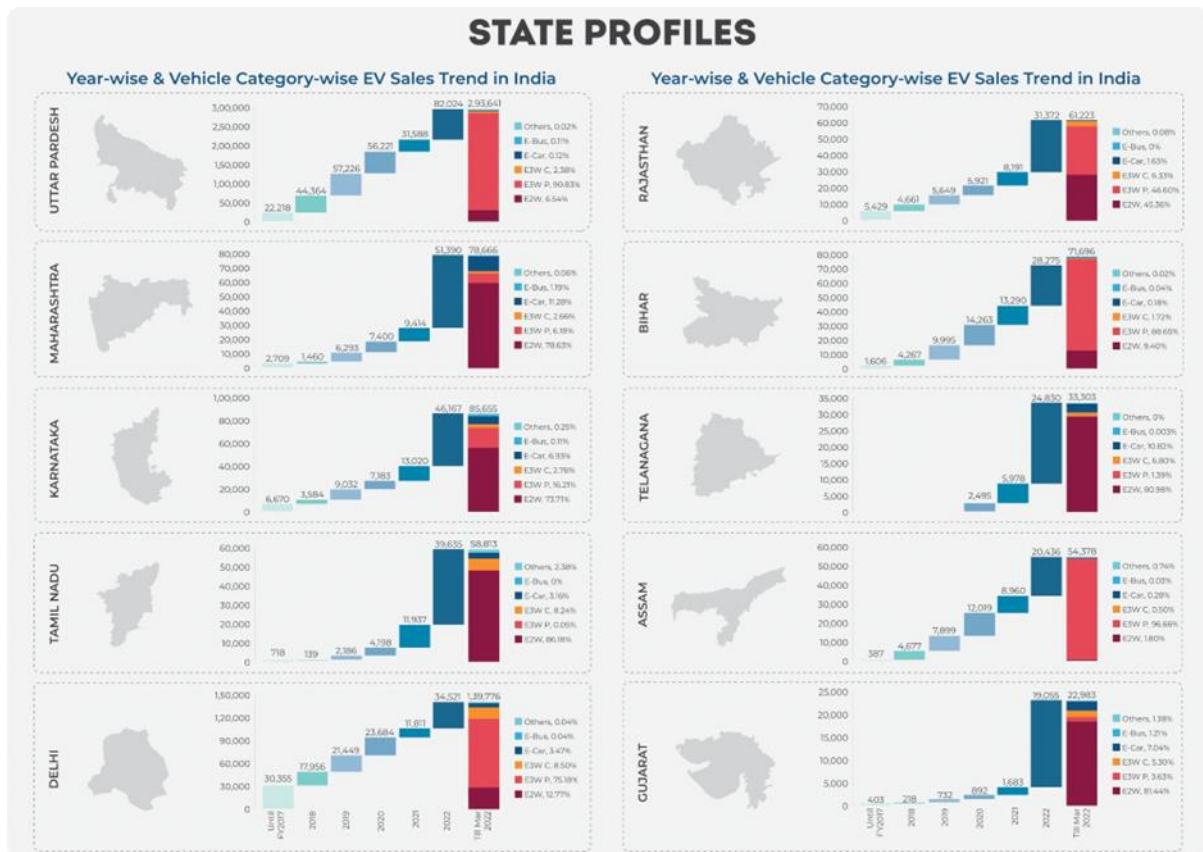 STATE PROFILES
Year-wise & Vehicle Category-wise EV Sales Trend in India
UTTAR PARDESH
3,00,000
2,50,000
2,00,000
1,50,000
1,00,000
50,000
0
22,218
44,364
57,226
56,221
31,588
82,024
2,93,641
Others, 0.02%
E-Bus, 0.11%
E-Car, 0.12%
E3W C, 2.38%
E3W P, 90.83%
E2W, 6.54%
MAHARASHTRA
80,000
70,000
60,000
50,000
40,000
30,000
20,000
10,000
0
2,709
1,460
6,293
7,400
9,414
51,390
78,666
Others, 0.06%
E-Bus, 1.19%
E-Car, 11.28%
E3W C, 2.66%
E3W P, 6.18%
E2W, 78.63%
KARNATAKA
1,00,000
80,000
60,000
40,000
20,000
0
6,670
3,584
9,032
7,183
13,020
46,167
85,655
Others, 0.25%
E-Bus, 0.11%
E-Car, 6.93%
E3W C, 2.76%
E3W P, 16.21%
E2W, 73.71%
TAMIL NADU
60,000
50,000
40,000
30,000
20,000
10,000
0
718
139
2,186
4,198
11,937
39,635
58,813
Others, 2.38%
E-Bus, 0%
E-Car, 3.16%
E3W C, 8.24%
E3W P, 0.05%
E2W, 86.18%
DELHI
1,50,000
1,20,000
90,000
60,000
30,000
0
30,355
17,956
21,449
23,684
11,811
34,521
1,39,776
Others, 0.04%
E-Bus, 0.04%
E-Car, 3.47%
E3W C, 8.50%
E3W P, 75.18%
E2W, 12.77%
Until
FY2017
2018
2019
2020
2021
2022
Till Mar
2022
Year-wise & Vehicle Category-wise EV Sales Trend in India
RAJASTHAN
70,000
60,000
50,000
40,000
30,000
20,000
10,000
0
5,429
4,661
5,649
5,921
8,191
31,372
61,223
Others, 0.08%
E-Bus, 0%
E-Car, 1.63%
E3W C, 6.33%
E3W P, 46.60%
E2W, 45.36%
BIHAR
80,000
70,000
60,000
50,000
40,000
30,000
20,000
10,000
0
1,606
4,267
9,995
14,263
13,290
28,275
71,696
Others, 0.02%
E-Bus, 0.04%
E-Car, 0.18%
E3W C, 1.72%
E3W P, 88.65%
E2W, 9.40%
TELANAGANA
35,000
30,000
25,000
20,000
15,000
10,000
5,000
0
2,495
5,978
24,830
33,303
Others, 0%
E-Bus, 0.003%
E-Car, 10.82%
E3W C, 6.80%
E3W P, 1.39%
E2W, 80.98%
ASSAM
60,000
50,000
40,000
30,000
20,000
10,000
0
387
4,677
7,899
12,019
8,960
20,436
54,378
Others, 0.74%
E-Bus, 0.03%
E-Car, 0.28%
E3W C, 0.50%
E3W P, 96.66%
E2W, 1.80%
GUJARAT
25,000
20,000
15,000
10,000
5,000
0
403
218
732
892
1,683
19,055
22,983
Others, 1.38%
E-Bus, 1.21%
E-Car, 7.04%
E3W C, 5.30%
E3W P, 3.63%
E2W, 81.44%
Until
FY2017
2018
2019
2020
2021
2022
Till Mar
2022